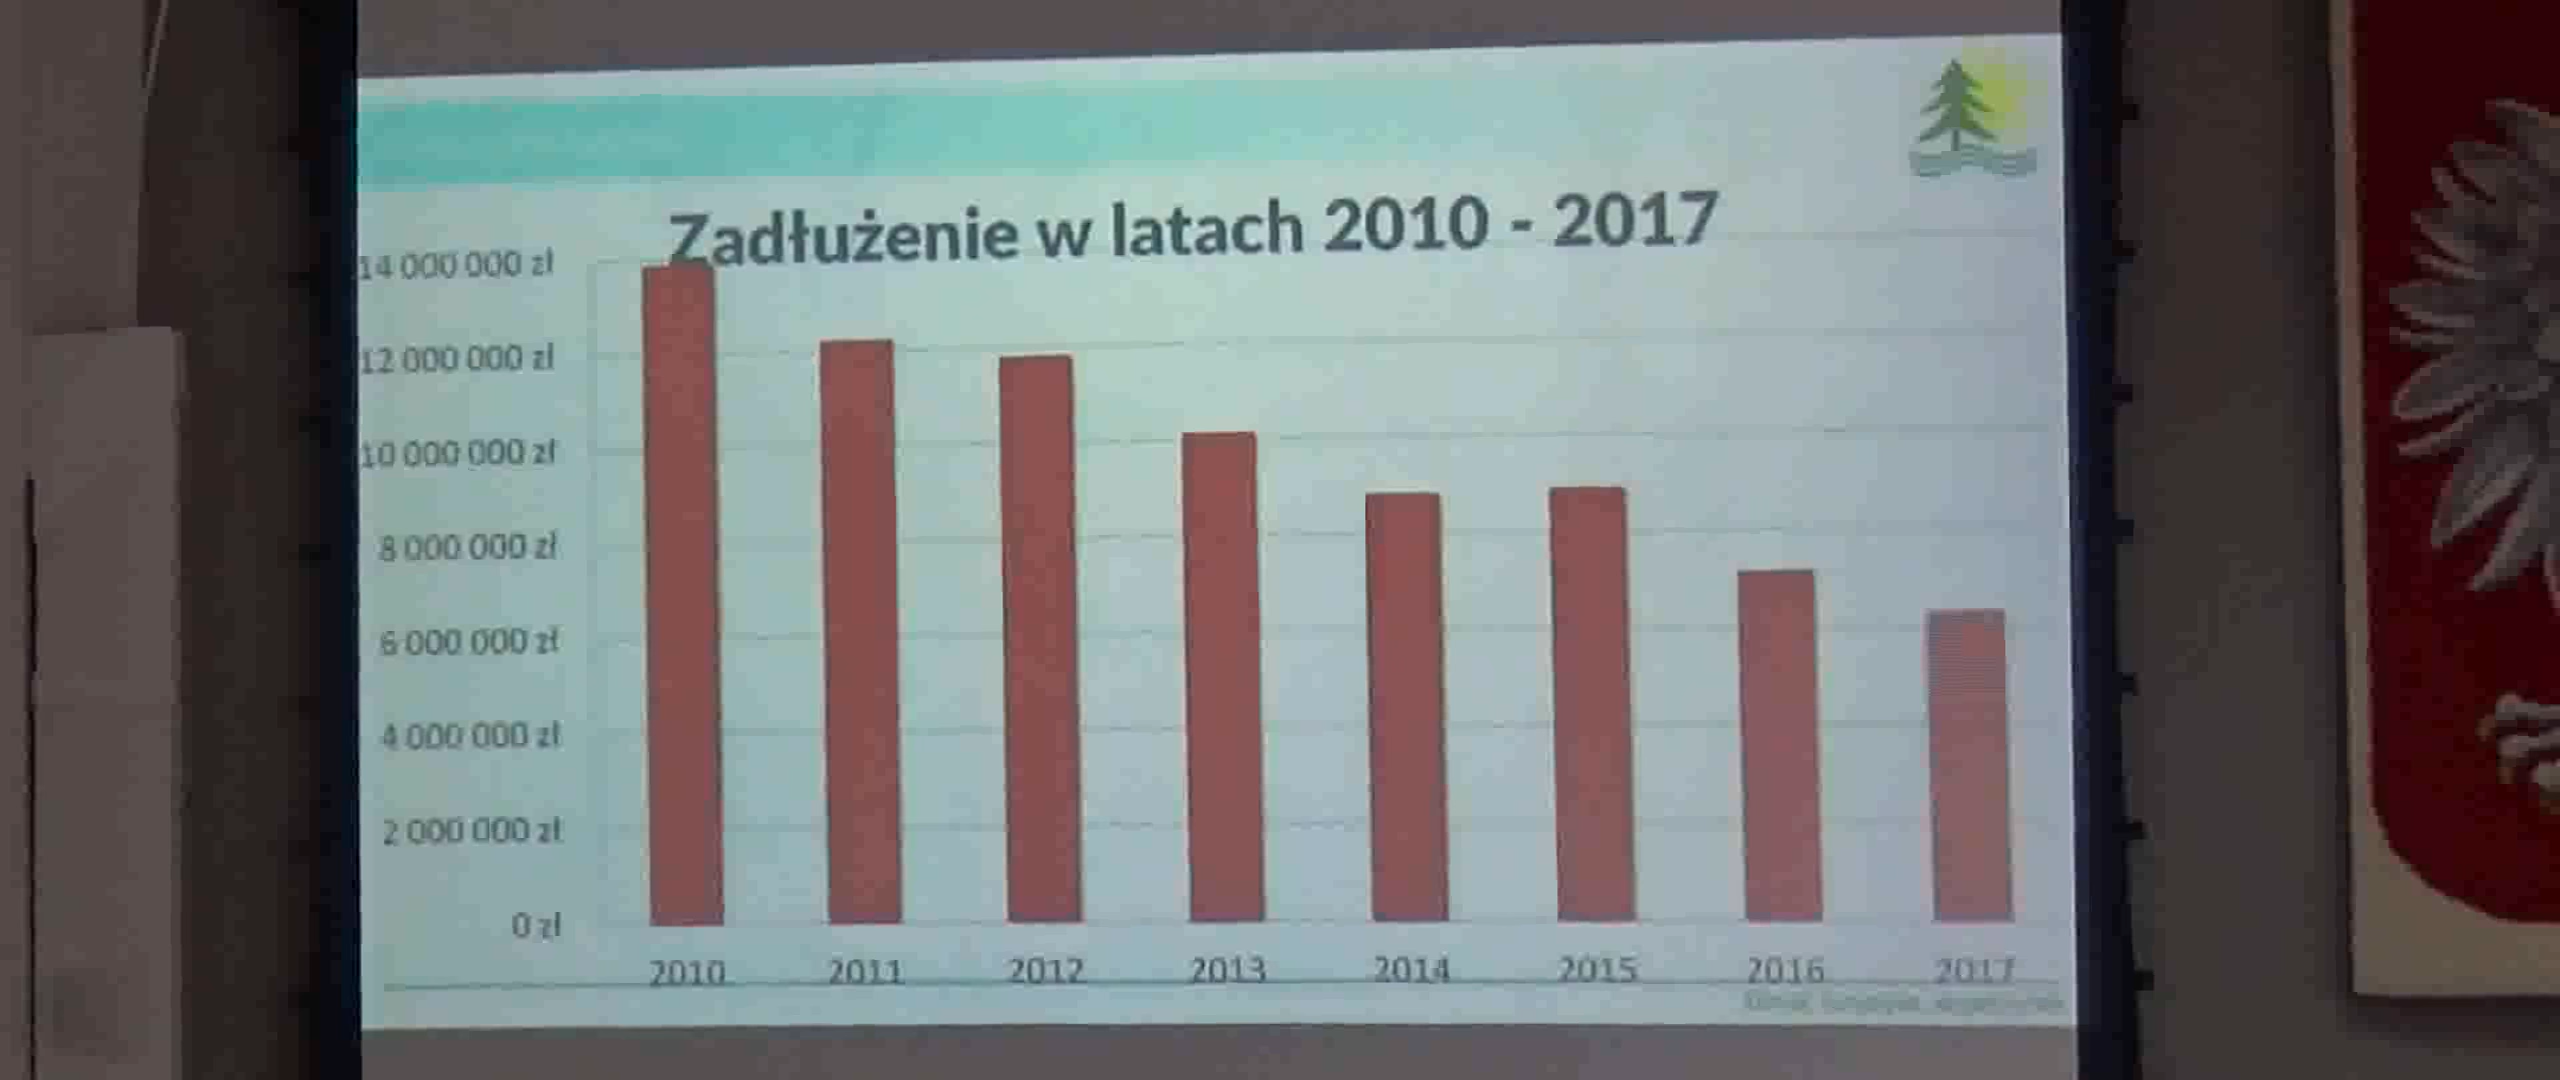 Zadłużenie w latach 2010 - 2017
14 000 000 zł
12 000 000 zł
10 000 000 zł
8 000 000 zł
6 000 000 zł
4 000 000 zł
2 000 000 zł
0 zł
2010 2011 2012 2013 2014 2015 2016 2017